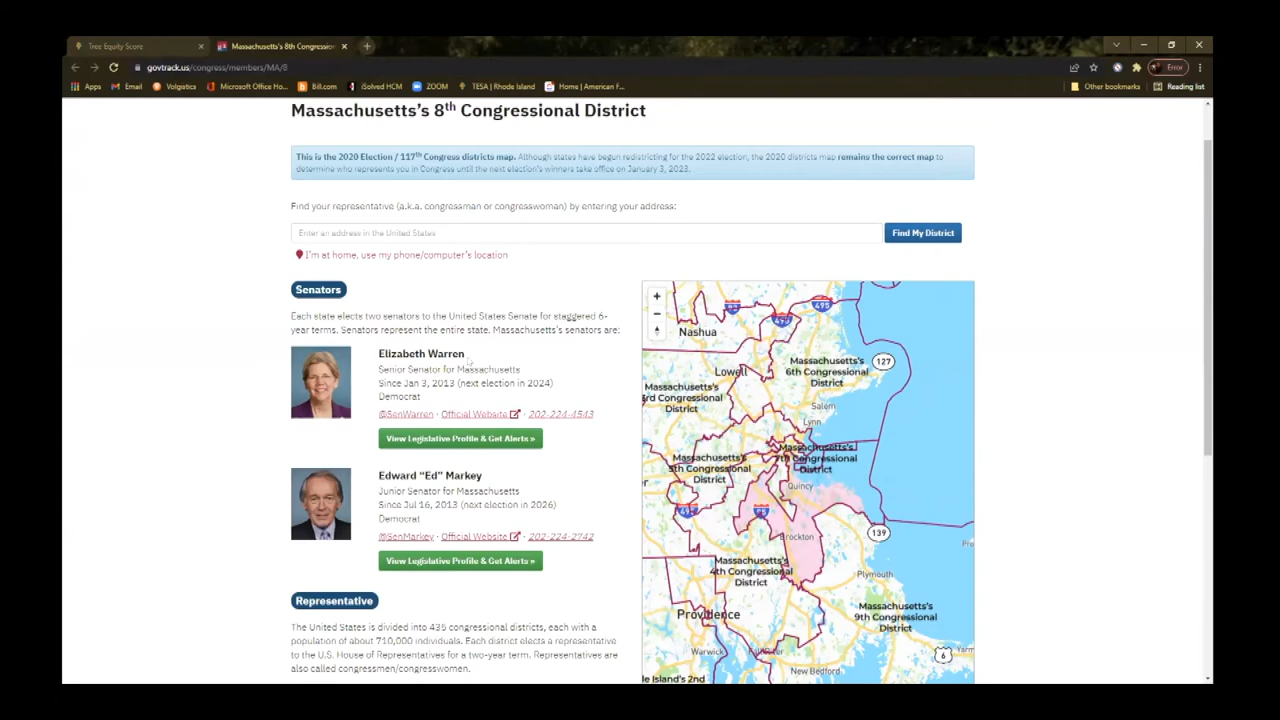 Tree Equity Score
Massachusetts's 8th Congression
govtrack.us/congress/members/MA/8
Error
Apps
Email
Volgistics
Microsoft Office Ho...
Bill.com
iSolved HCM
ZOOM
TESA | Rhode Island
Home | American F...
Other bookmarks
Reading list
Massachusetts's 8th Congressional District
This is the 2020 Election / 117th Congress districts map. Although states have begun redistricting for the 2022 election, the 2020 districts map remains the correct map to
determine who represents you in Congress until the next election's winners take office on January 3, 2023.
Find your representative (a.k.a. congressman or congresswoman) by entering your address:
Enter an address in the United States
Find My District
I'm at home, use my phone/computer's location
Senators
Each state elects two senators to the United States Senate for staggered 6-
year terms. Senators represent the entire state. Massachusetts's senators are:
Elizabeth Warren
Senior Senator for Massachusetts
Since Jan 3, 2013 (next election in 2024)
Democrat
@SenWarren · Official Website · 202-224-4543
View Legislative Profile & Get Alerts »
Edward “Ed” Markey
Junior Senator for Massachusetts
Since Jul 16, 2013 (next election in 2026)
Democrat
@SenMarkey · Official Website · 202-224-2742
View Legislative Profile & Get Alerts »
Representative
The United States is divided into 435 congressional districts, each with a
population of about 710,000 individuals. Each district elects a representative
to the U.S. House of Representatives for a two-year term. Representatives are
also called congressmen/congresswomen.
+
−
Nashua
495
Lowell
Massachusetts's
6th Congressional
District
127
3rd Congression
District
Salem
Lynn
Massachusetts's
5th Congressional
District
Massachusetts's
7th Congressional
District
Quincy
95
Brockton
139
Massachusetts's
4th Congressional
District
Plymouth
Providence
Massachusetts's
9th Congressional
District
Warwick
Fall River
6
Yarm
New Bedford
le Island's 2nd
Pro